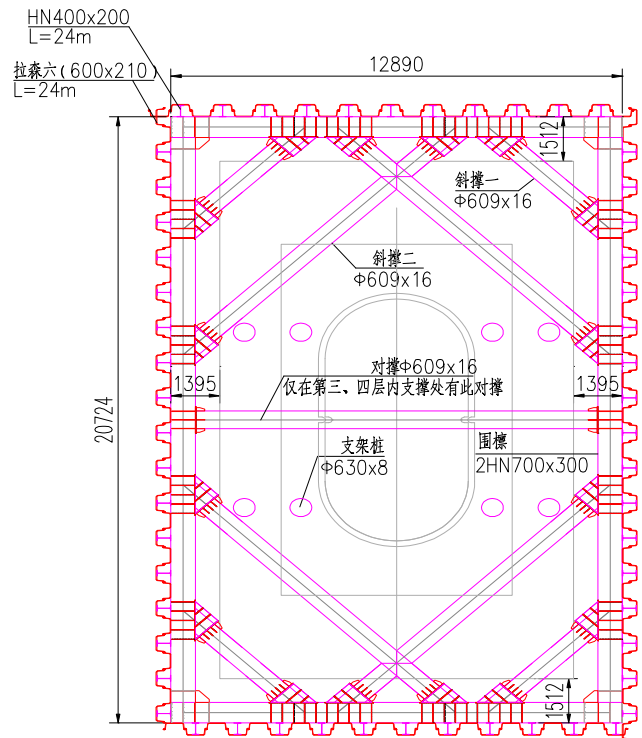 HN400x200
L=24m
拉森六(600x210)
L=24m
12890
1512
斜撑一
Φ609x16
斜撑二
Φ609x16
对撑Φ609x16
仅在第三、四层内支撑处有此对撑
1395
1395
20724
支架桩
Φ630x8
围檩
2HN700x300
1512